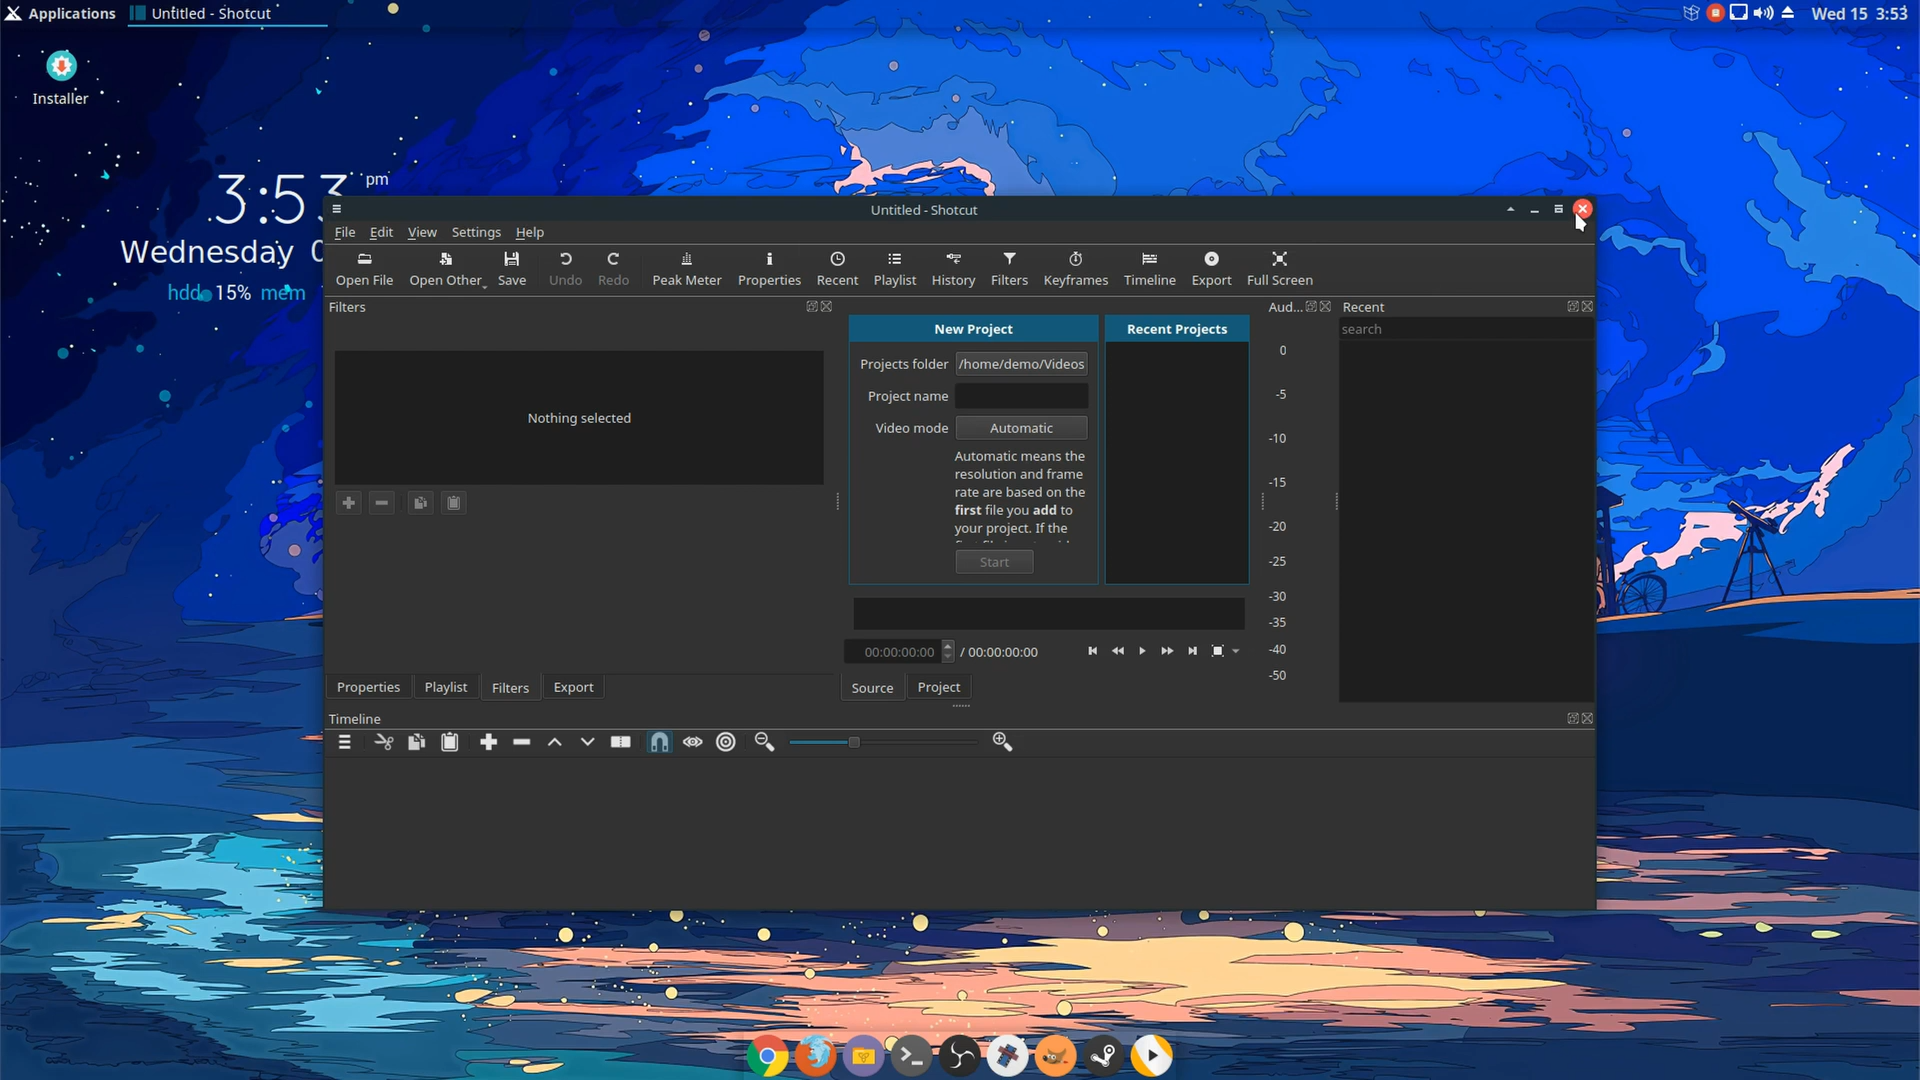 Applications
Untitled - Shotcut
Wed 15 3:53
Installer
3:53 pm
Wednesday 0
hdd 15% mem
Untitled - Shotcut
File Edit View Settings Help
Open File Open Other Save Undo Redo Peak Meter Properties Recent Playlist History Filters Keyframes Timeline Export Full Screen
Filters
Nothing selected
New Project
Projects folder /home/demo/Videos
Project name
Video mode Automatic
Automatic means the
resolution and frame
rate are based on the
first file you add to
your project. If the
Start
Recent Projects
00:00:00:00 / 00:00:00:00
Source Project
Aud...
0
-5
-10
-15
-20
-25
-30
-35
-40
-50
Recent
search
Properties Playlist Filters Export
Timeline